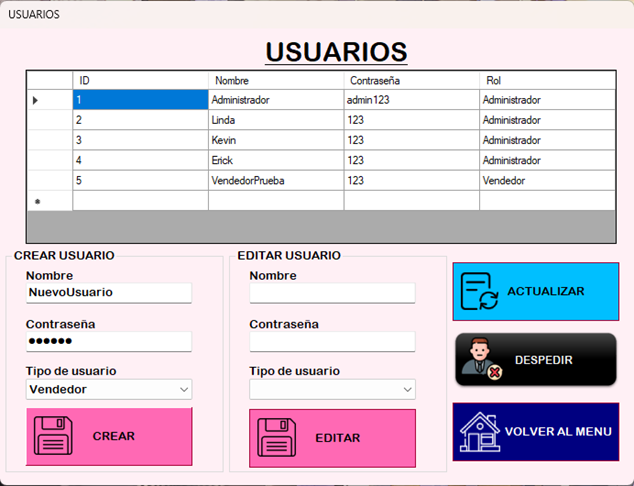 USUARIOS
USUARIOS
ID Nombre Contraseña Rol
1 Administrador admin123 Administrador
2 Linda 123 Administrador
3 Kevin 123 Administrador
4 Erick 123 Administrador
5 VendedorPrueba 123 Vendedor
CREAR USUARIO
Nombre
NuevoUsuario
Contraseña
●●●●●●
Tipo de usuario
Vendedor
CREAR
EDITAR USUARIO
Nombre
Contraseña
Tipo de usuario
EDITAR
ACTUALIZAR
DESPEDIR
VOLVER AL MENU